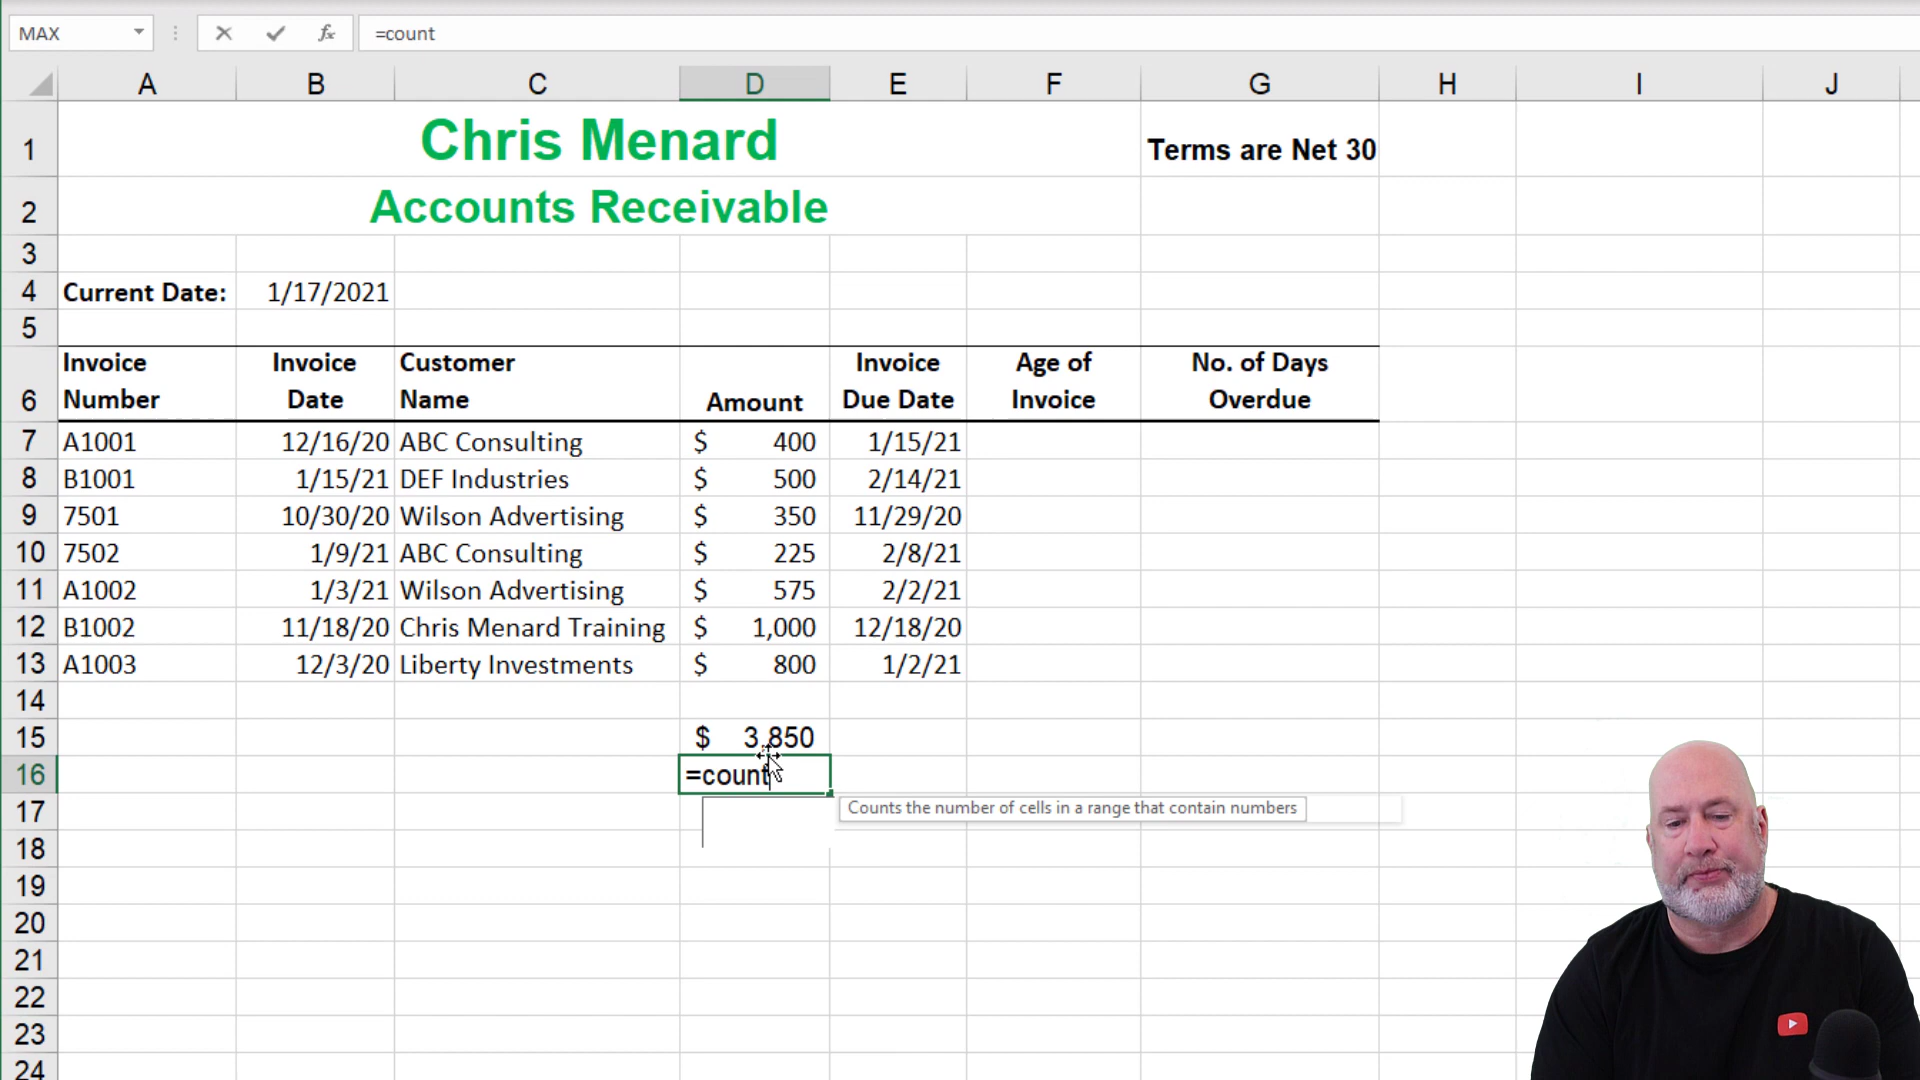 MAX =count
A B C D E F G H I J
1 Chris Menard Terms are Net 30
2 Accounts Receivable
3
4 Current Date: 1/17/2021
5
Invoice Invoice Customer Invoice Age of No. of Days
6 Number Date Name Amount Due Date Invoice Overdue
7 A1001 12/16/20 ABC Consulting $ 400 1/15/21
8 B1001 1/15/21 DEF Industries $ 500 2/14/21
9 7501 10/30/20 Wilson Advertising $ 350 11/29/20
10 7502 1/9/21 ABC Consulting $ 225 2/8/21
11 A1002 1/3/21 Wilson Advertising $ 575 2/2/21
12 B1002 11/18/20 Chris Menard Training $ 1,000 12/18/20
13 A1003 12/3/20 Liberty Investments $ 800 1/2/21
14
15 $ 3,850
16 =count
17 Counts the number of cells in a range that contain numbers
18
19
20
21
22
23
24